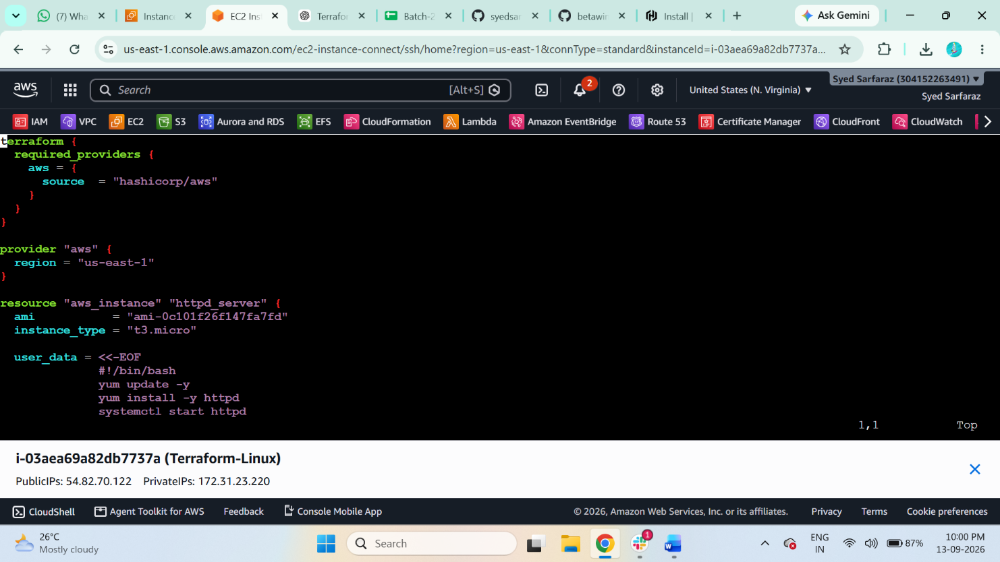 (7) Wha
Instanc
EC2 Ins
Terrafor
Batch-2
syedsar
betawin
Install |
Ask Gemini
us-east-1.console.aws.amazon.com/ec2-instance-connect/ssh/home?region=us-east-1&connType=standard&instanceId=i-03aea69a82db7737a...
aws
Search
[Alt+S]
2
United States (N. Virginia) ▼
Syed Sarfaraz (304152263491) ▼
Syed Sarfaraz
IAM
VPC
EC2
S3
Aurora and RDS
EFS
CloudFormation
Lambda
Amazon EventBridge
Route 53
Certificate Manager
CloudFront
CloudWatch
terraform {
  required_providers {
    aws = {
      source  = "hashicorp/aws"
    }
  }
}

provider "aws" {
  region = "us-east-1"
}

resource "aws_instance" "httpd_server" {
  ami           = "ami-0c101f26f147fa7fd"
  instance_type = "t3.micro"

  user_data = <<-EOF
              #!/bin/bash
              yum update -y
              yum install -y httpd
              systemctl start httpd
1,1 Top
i-03aea69a82db7737a (Terraform-Linux)
PublicIPs: 54.82.70.122 PrivateIPs: 172.31.23.220
CloudShell
Agent Toolkit for AWS
Feedback
Console Mobile App
© 2026, Amazon Web Services, Inc. or its affiliates.
Privacy
Terms
Cookie preferences
26°C
Mostly cloudy
Search
1
ENG
IN
87%
10:00 PM
13-09-2026